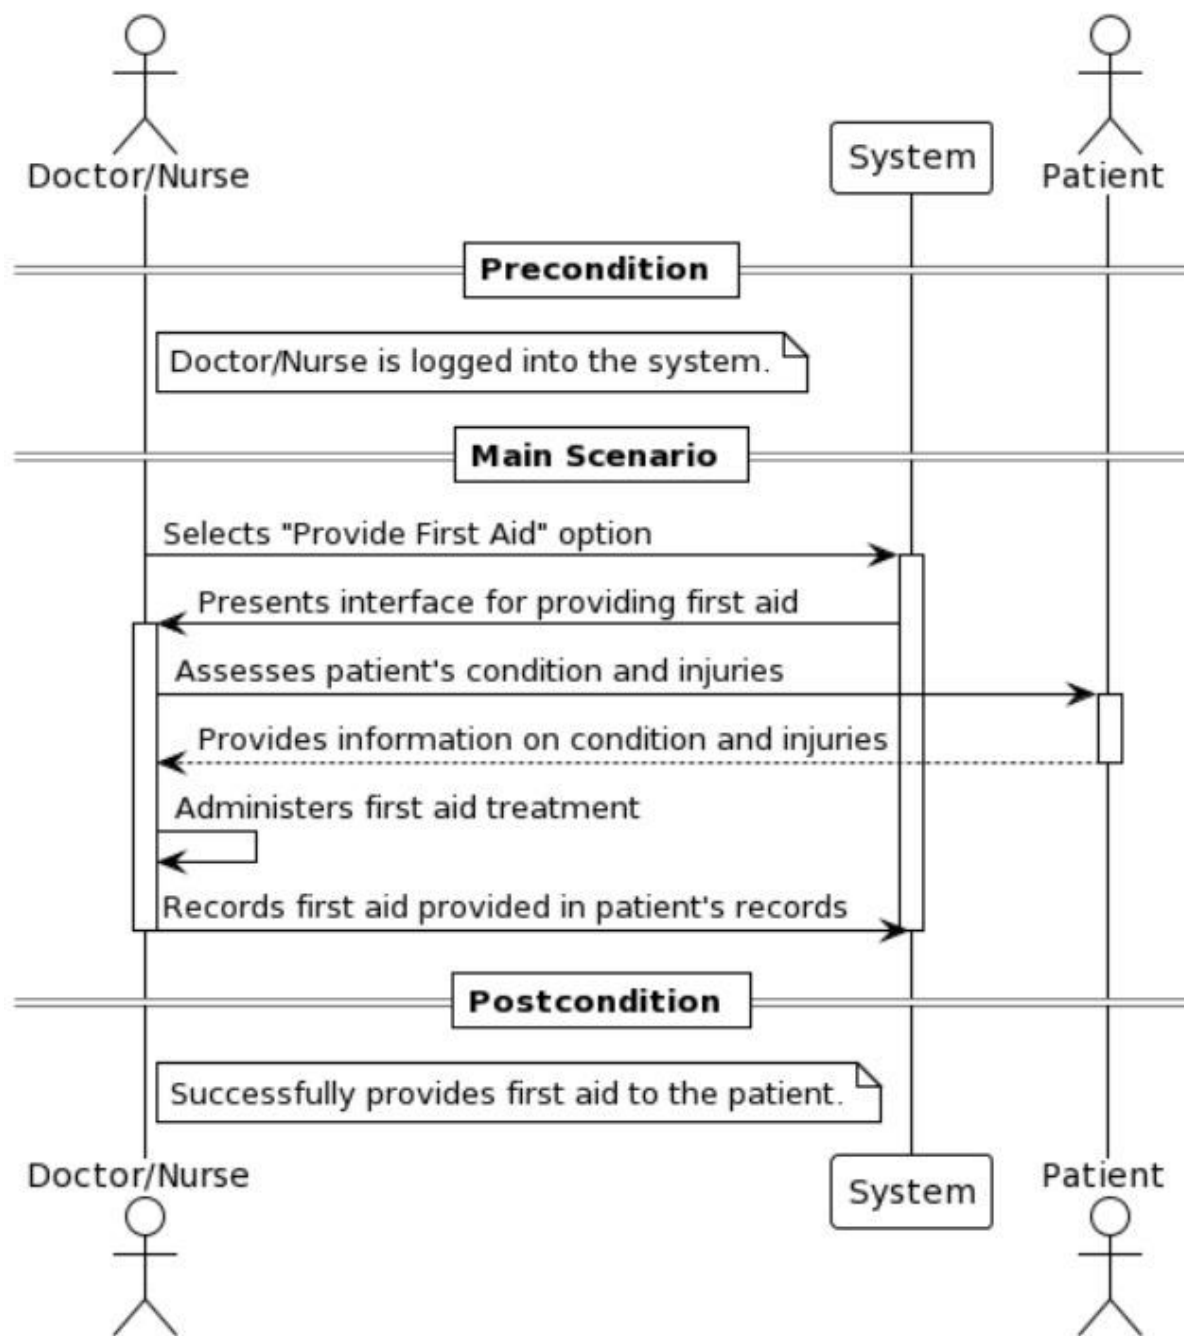 Doctor/Nurse
System
Patient
Precondition
Doctor/Nurse is logged into the system.
Main Scenario
Selects "Provide First Aid" option
Presents interface for providing first aid
Assesses patient's condition and injuries
Provides information on condition and injuries
Administers first aid treatment
Records first aid provided in patient's records
Postcondition
Successfully provides first aid to the patient.
Doctor/Nurse
System
Patient